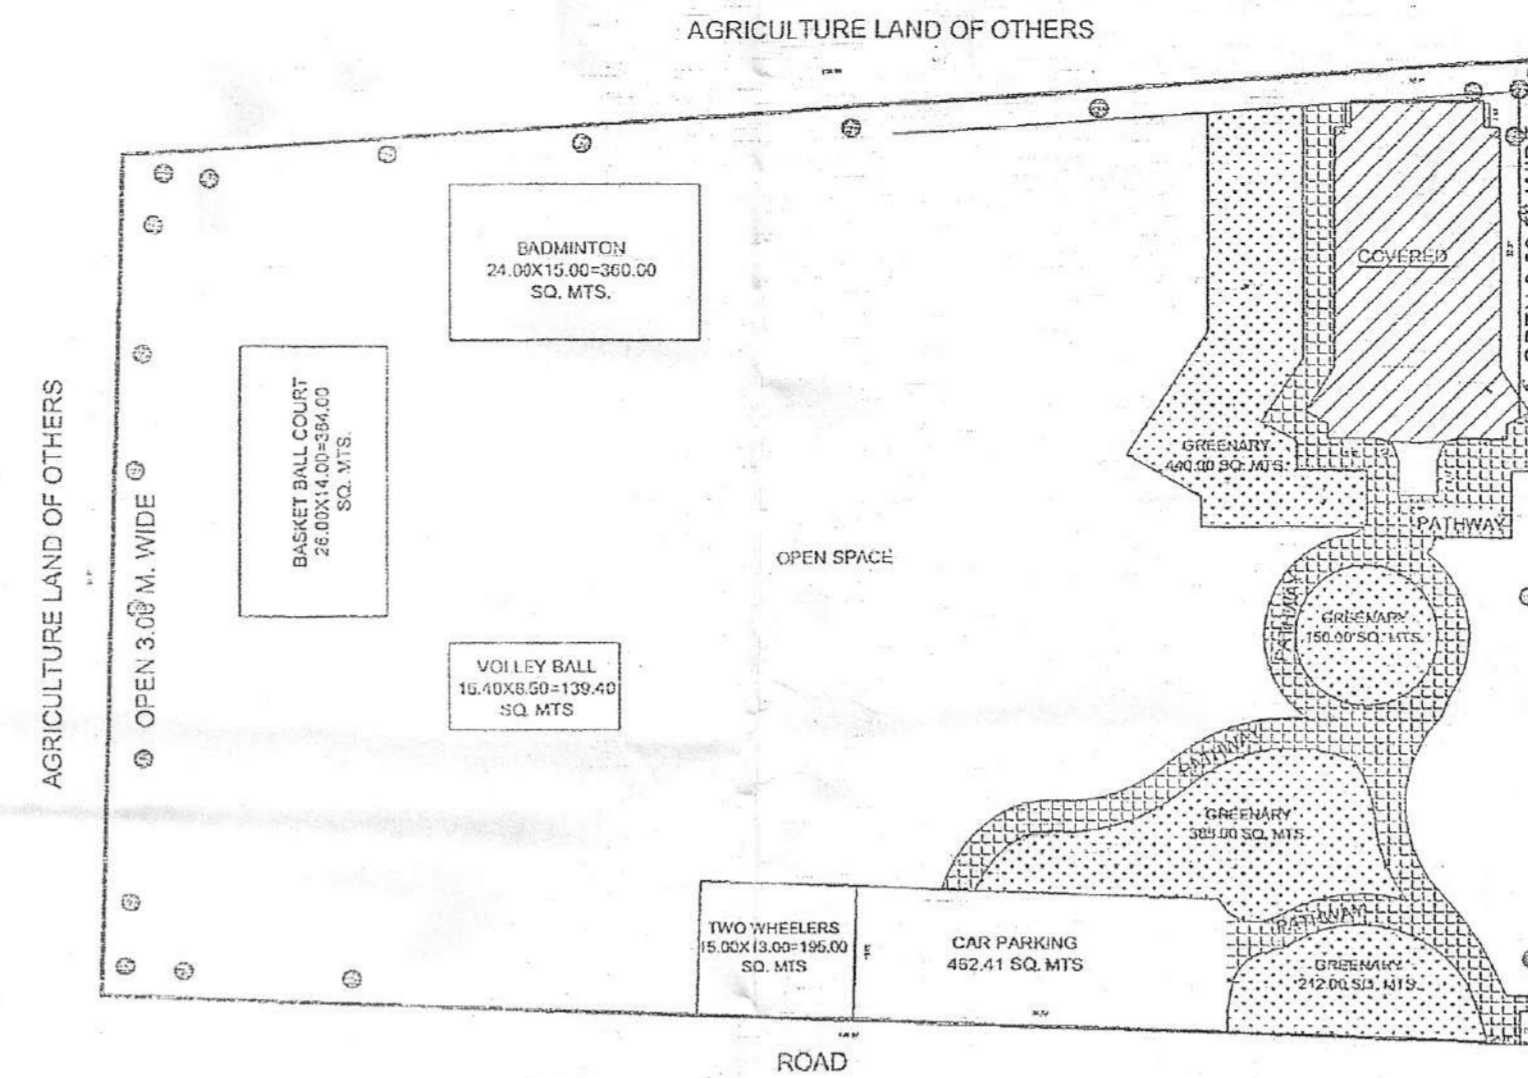 AGRICULTURE LAND OF OTHERS
BADMINTON
24.00X15.00=360.00
SQ. MTS.
COVERED
AGRICULTURE LAND OF OTHERS
OPEN 3.00 M. WIDE
BASKET BALL COURT
26.00X14.00=364.00
SQ. MTS.
GREENARY
440.00 SQ. MTS.
PATHWAY
OPEN SPACE
PATHWAY
GREENARY
150.00 SQ. MTS.
VOLLEY BALL
16.40X8.50=139.40
SQ. MTS
PATHWAY
GREENARY
SQ. MTS.
PATHWAY
TWO WHEELERS
15.00X13.00=195.00
SQ. MTS
CAR PARKING
462.41 SQ. MTS
GREENARY
212.00 SQ. MTS.
ROAD